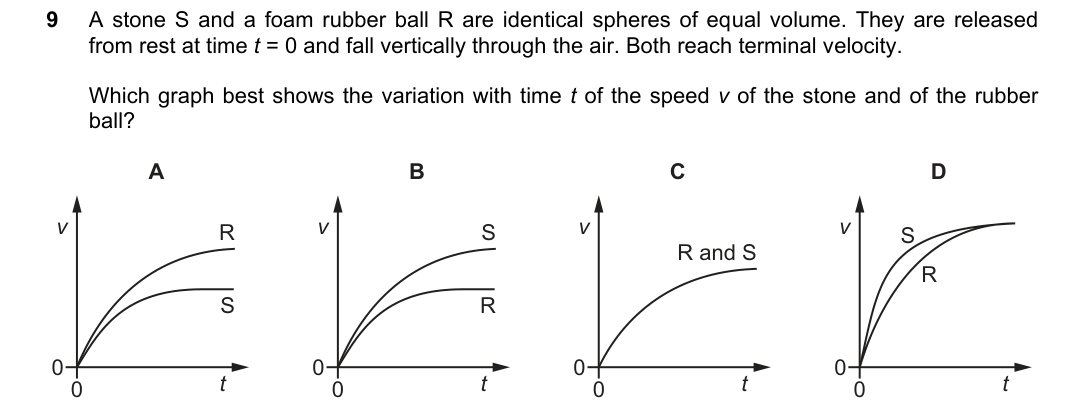 9 A stone S and a foam rubber ball R are identical spheres of equal volume. They are released
from rest at time t = 0 and fall vertically through the air. Both reach terminal velocity.
Which graph best shows the variation with time t of the speed v of the stone and of the rubber
ball?
A
v
R
S
0
0
t
B
v
S
R
0
0
t
C
v
R and S
0
0
t
D
v
S
R
0
0
t